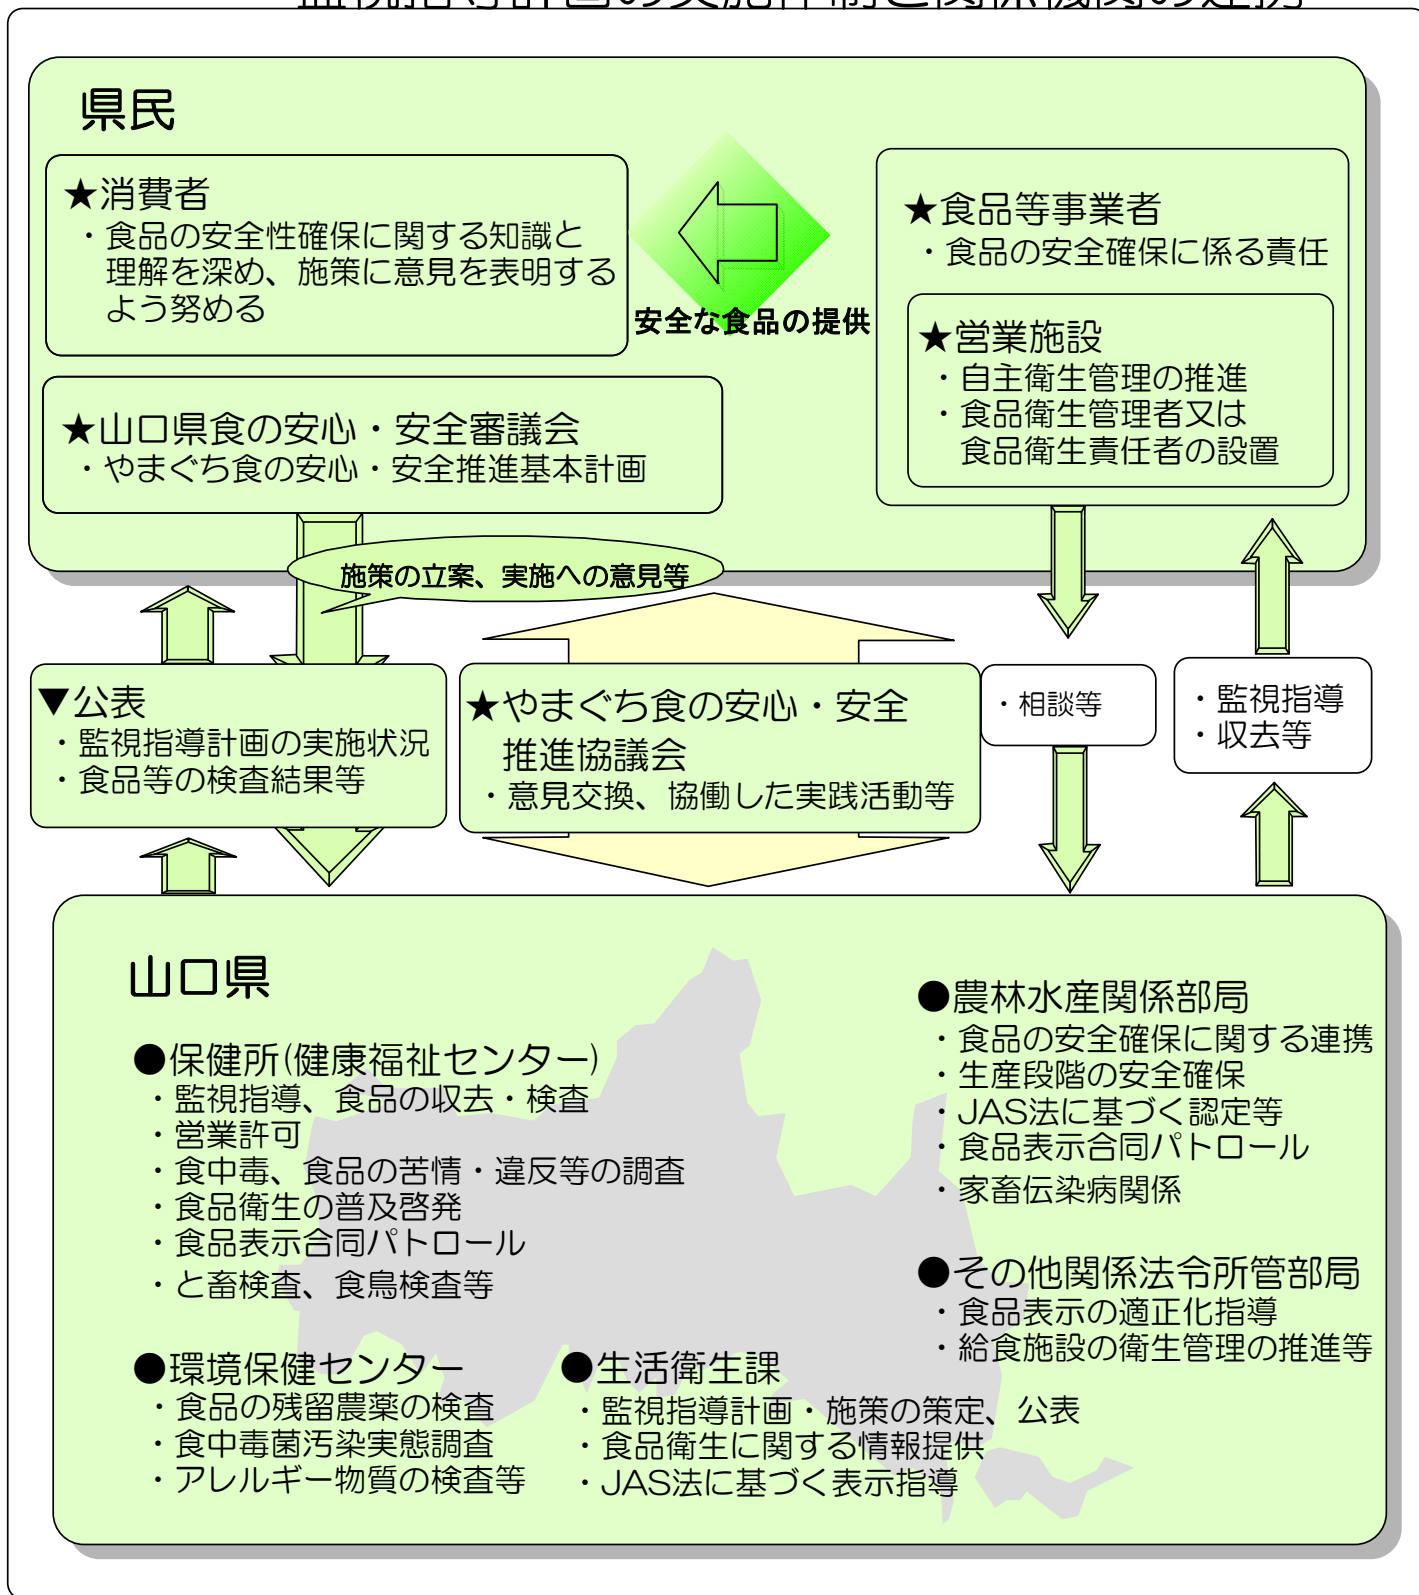 監視指導計画の実施体制と関係機関の連携
県民
★消費者
・食品の安全性確保に関する知識と
理解を深め、施策に意見を表明する
よう努める
安全な食品の提供
★食品等事業者
・食品の安全確保に係る責任
★営業施設
・自主衛生管理の推進
・食品衛生管理者又は
食品衛生責任者の設置
★山口県食の安心・安全審議会
・やまぐち食の安心・安全推進基本計画
施策の立案、実施への意見等
▼公表
・監視指導計画の実施状況
・食品等の検査結果等
★やまぐち食の安心・安全
推進協議会
・意見交換、協働した実践活動等
・相談等
・監視指導
・収去等
山口県
●保健所(健康福祉センター)
・監視指導、食品の収去・検査
・営業許可
・食中毒、食品の苦情・違反等の調査
・食品衛生の普及啓発
・食品表示合同パトロール
・と畜検査、食鳥検査等
●環境保健センター
・食品の残留農薬の検査
・食中毒菌汚染実態調査
・アレルギー物質の検査等
●生活衛生課
・監視指導計画・施策の策定、公表
・食品衛生に関する情報提供
・JAS法に基づく表示指導
●農林水産関係部局
・食品の安全確保に関する連携
・生産段階の安全確保
・JAS法に基づく認定等
・食品表示合同パトロール
・家畜伝染病関係
●その他関係法令所管部局
・食品表示の適正化指導
・給食施設の衛生管理の推進等